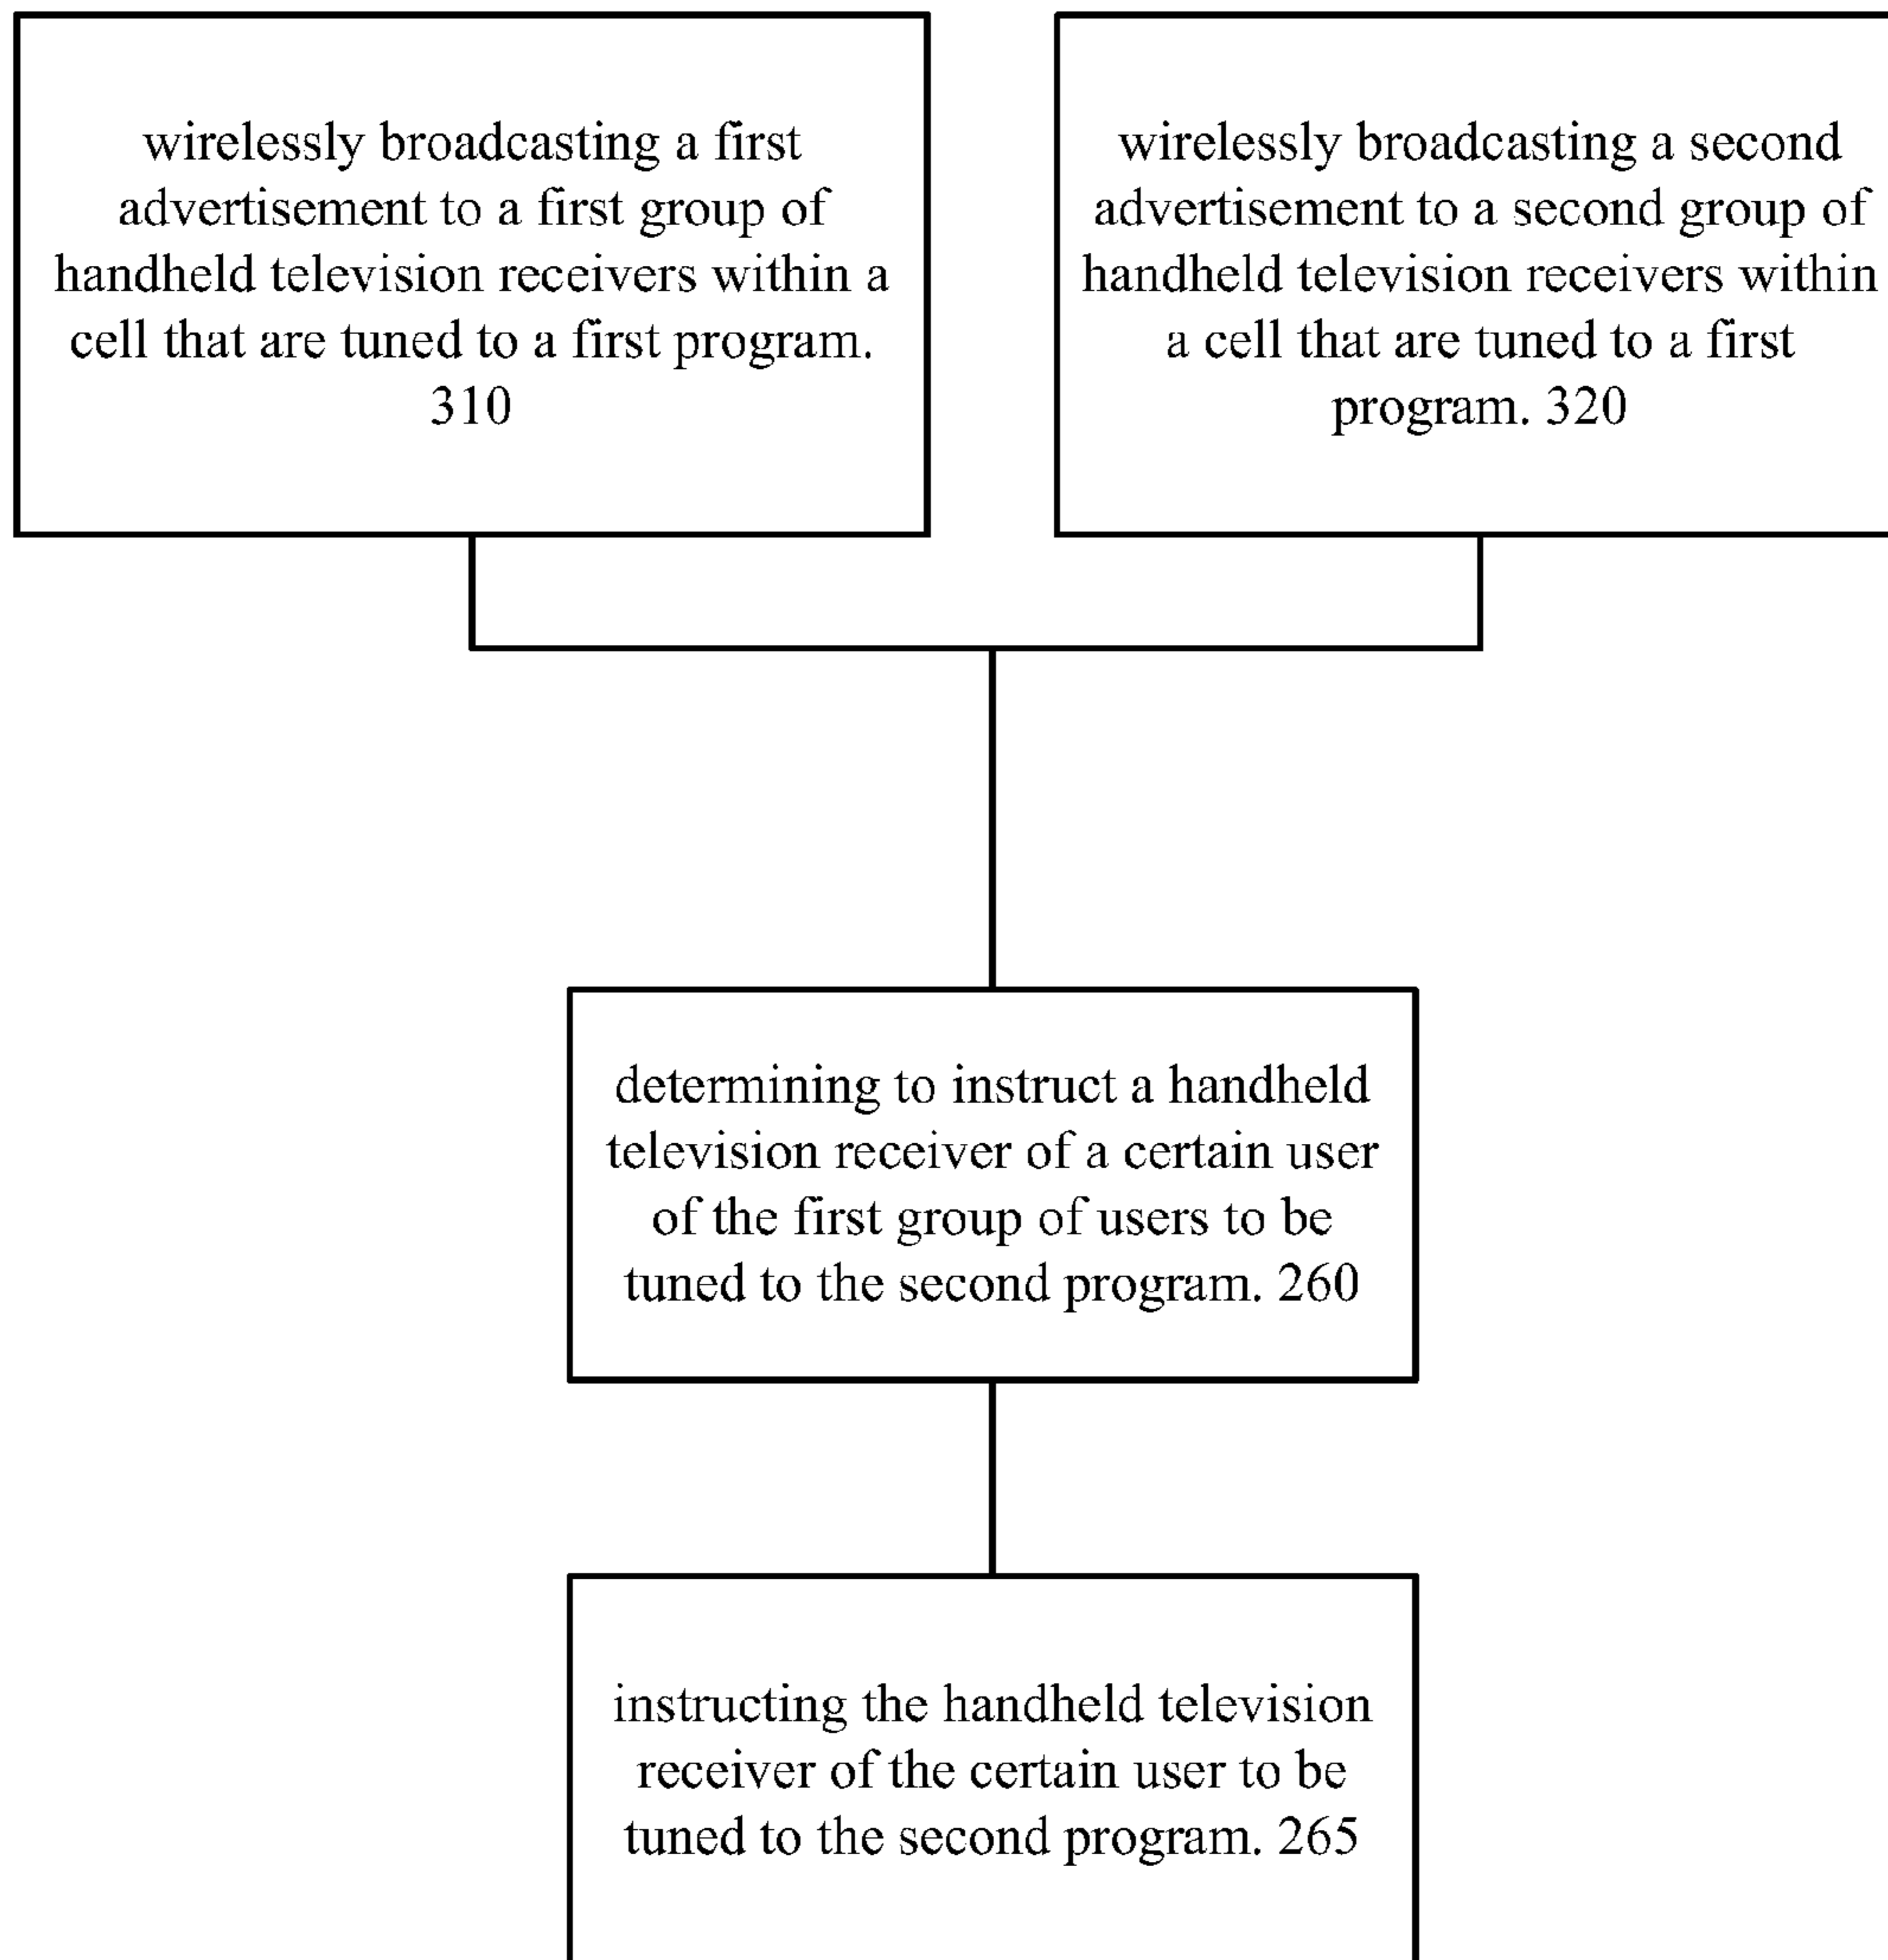 wirelessly broadcasting a first
advertisement to a first group of
handheld television receivers within a
cell that are tuned to a first program.
310
wirelessly broadcasting a second
advertisement to a second group of
handheld television receivers within
a cell that are tuned to a first
program. 320
determining to instruct a handheld
television receiver of a certain user
of the first group of users to be
tuned to the second program. 260
instructing the handheld television
receiver of the certain user to be
tuned to the second program. 265